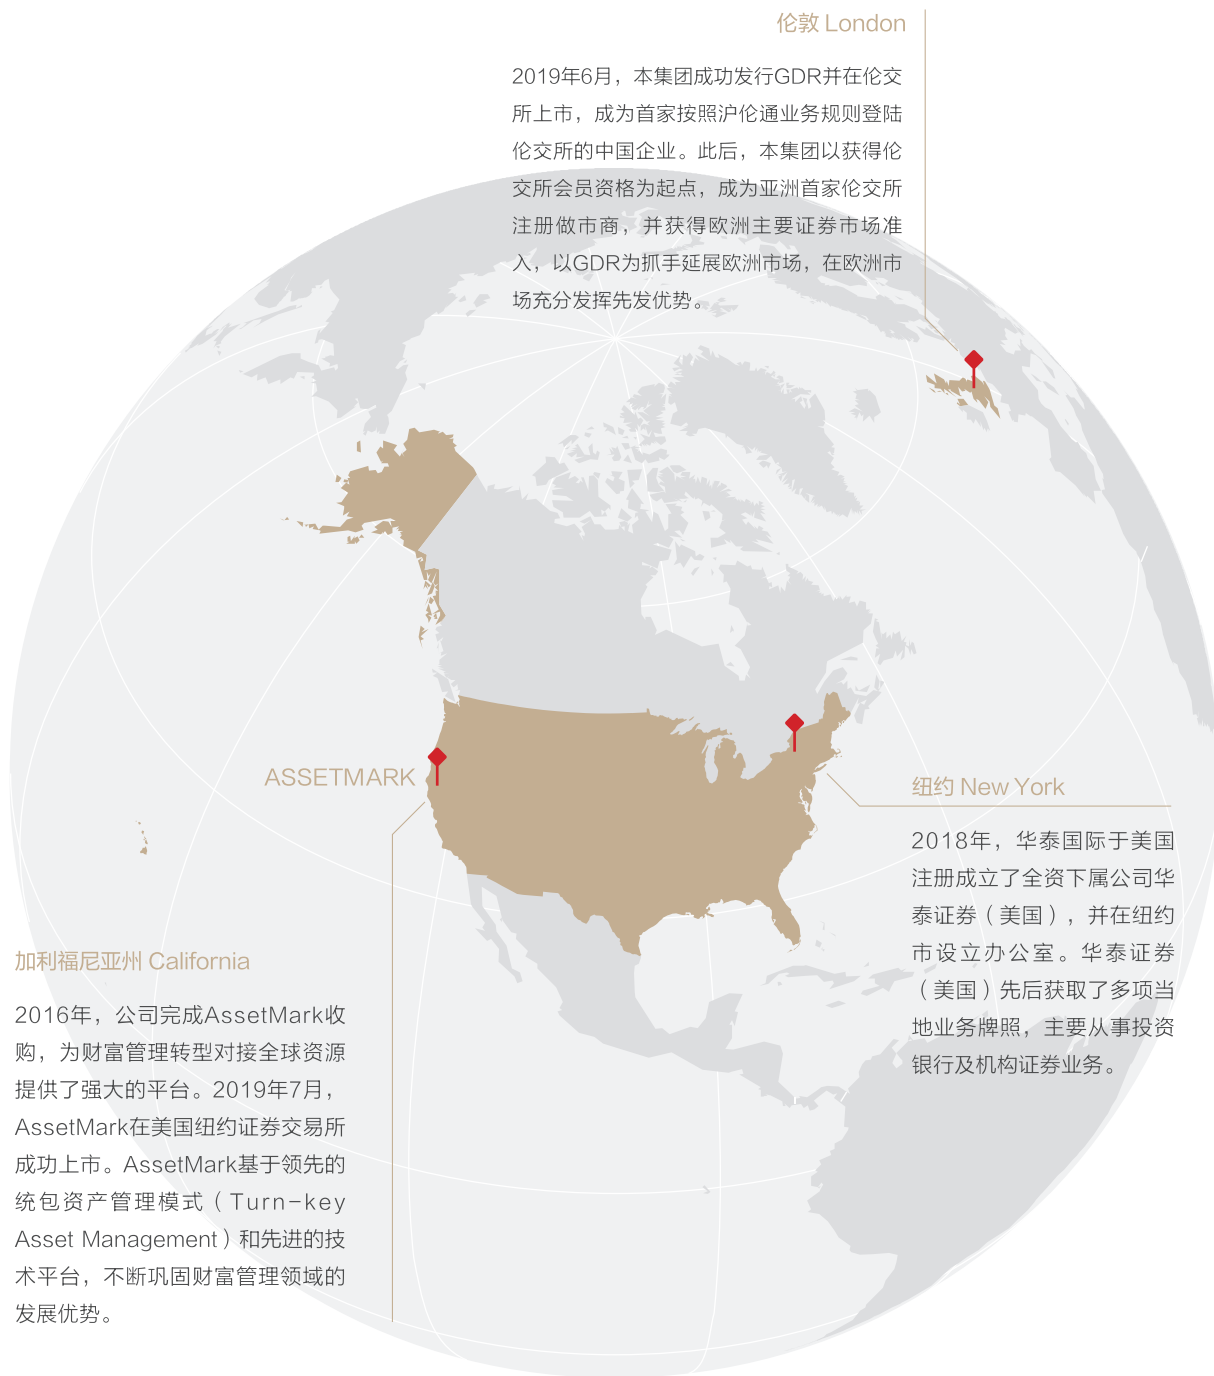 伦敦 London
2019年6月，本集团成功发行GDR并在伦交
所上市，成为首家按照沪伦通业务规则登陆
伦交所的中国企业。此后，本集团以获得伦
交所会员资格为起点，成为亚洲首家伦交所
注册做市商，并获得欧洲主要证券市场准
入，以GDR为抓手延展欧洲市场，在欧洲市
场充分发挥先发优势。
ASSETMARK
纽约 New York
2018年，华泰国际于美国
注册成立了全资下属公司华
泰证券（美国），并在纽约
市设立办公室。华泰证券
（美国）先后获取了多项当
地业务牌照，主要从事投资
银行及机构证券业务。
加利福尼亚州 California
2016年，公司完成AssetMark收
购，为财富管理转型对接全球资源
提供了强大的平台。2019年7月，
AssetMark在美国纽约证券交易所
成功上市。AssetMark基于领先的
统包资产管理模式（Turn-key
Asset Management）和先进的技
术平台，不断巩固财富管理领域的
发展优势。